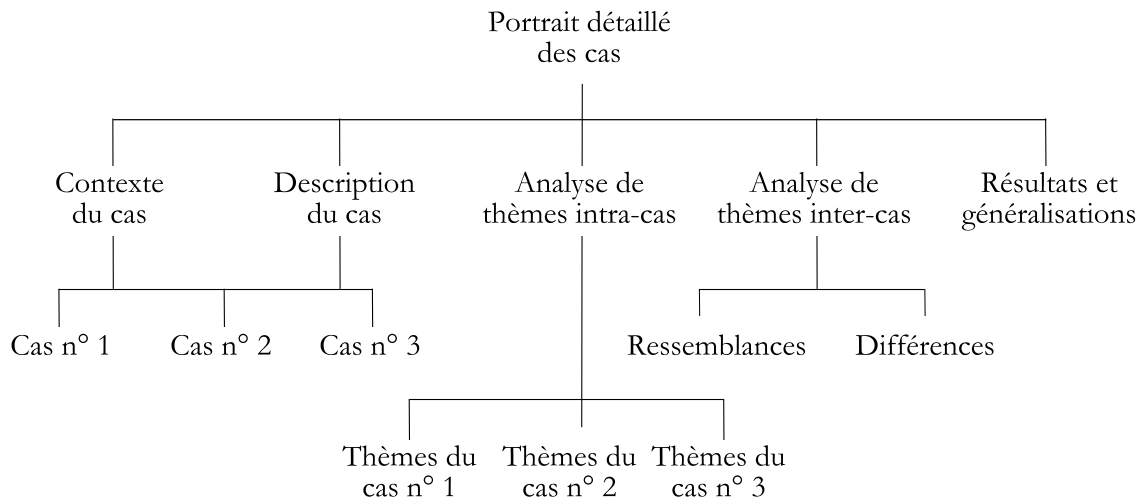 Portrait détaillé
des cas
Contexte
du cas
Description
du cas
Analyse de
thèmes intra-cas
Analyse de
thèmes inter-cas
Résultats et
généralisations
Cas n° 1
Cas n° 2
Cas n° 3
Ressemblances
Différences
Thèmes du
cas n° 1
Thèmes du
cas n° 2
Thèmes du
cas n° 3